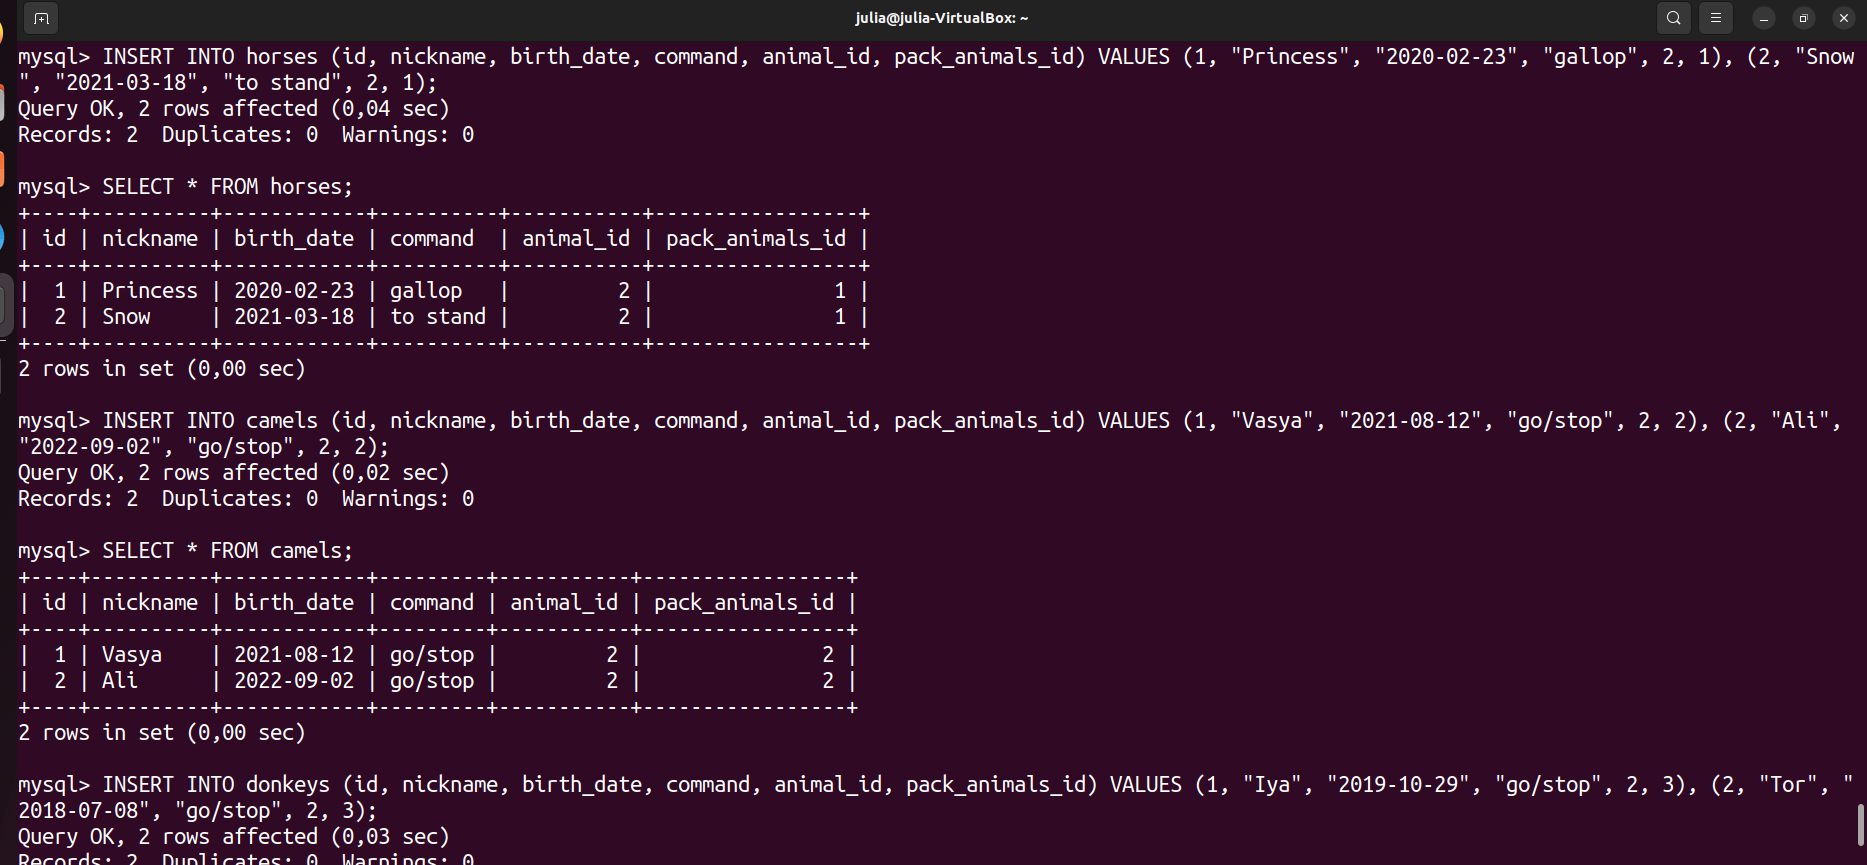 julia@julia-VirtualBox: ~
mysql> INSERT INTO horses (id, nickname, birth_date, command, animal_id, pack_animals_id) VALUES (1, "Princess", "2020-02-23", "gallop", 2, 1), (2, "Snow
", "2021-03-18", "to stand", 2, 1);
Query OK, 2 rows affected (0,04 sec)
Records: 2  Duplicates: 0  Warnings: 0
mysql> SELECT * FROM horses;
+----+----------+------------+----------+-----------+-----------------+
| id | nickname | birth_date | command  | animal_id | pack_animals_id |
+----+----------+------------+----------+-----------+-----------------+
|  1 | Princess | 2020-02-23 | gallop   |         2 |               1 |
|  2 | Snow     | 2021-03-18 | to stand |         2 |               1 |
+----+----------+------------+----------+-----------+-----------------+
2 rows in set (0,00 sec)
mysql> INSERT INTO camels (id, nickname, birth_date, command, animal_id, pack_animals_id) VALUES (1, "Vasya", "2021-08-12", "go/stop", 2, 2), (2, "Ali",
"2022-09-02", "go/stop", 2, 2);
Query OK, 2 rows affected (0,02 sec)
Records: 2  Duplicates: 0  Warnings: 0
mysql> SELECT * FROM camels;
+----+----------+------------+---------+-----------+-----------------+
| id | nickname | birth_date | command | animal_id | pack_animals_id |
+----+----------+------------+---------+-----------+-----------------+
|  1 | Vasya    | 2021-08-12 | go/stop |         2 |               2 |
|  2 | Ali      | 2022-09-02 | go/stop |         2 |               2 |
+----+----------+------------+---------+-----------+-----------------+
2 rows in set (0,00 sec)
mysql> INSERT INTO donkeys (id, nickname, birth_date, command, animal_id, pack_animals_id) VALUES (1, "Iya", "2019-10-29", "go/stop", 2, 3), (2, "Tor", "
2018-07-08", "go/stop", 2, 3);
Query OK, 2 rows affected (0,03 sec)
Records: 2  Duplicates: 0  Warnings: 0